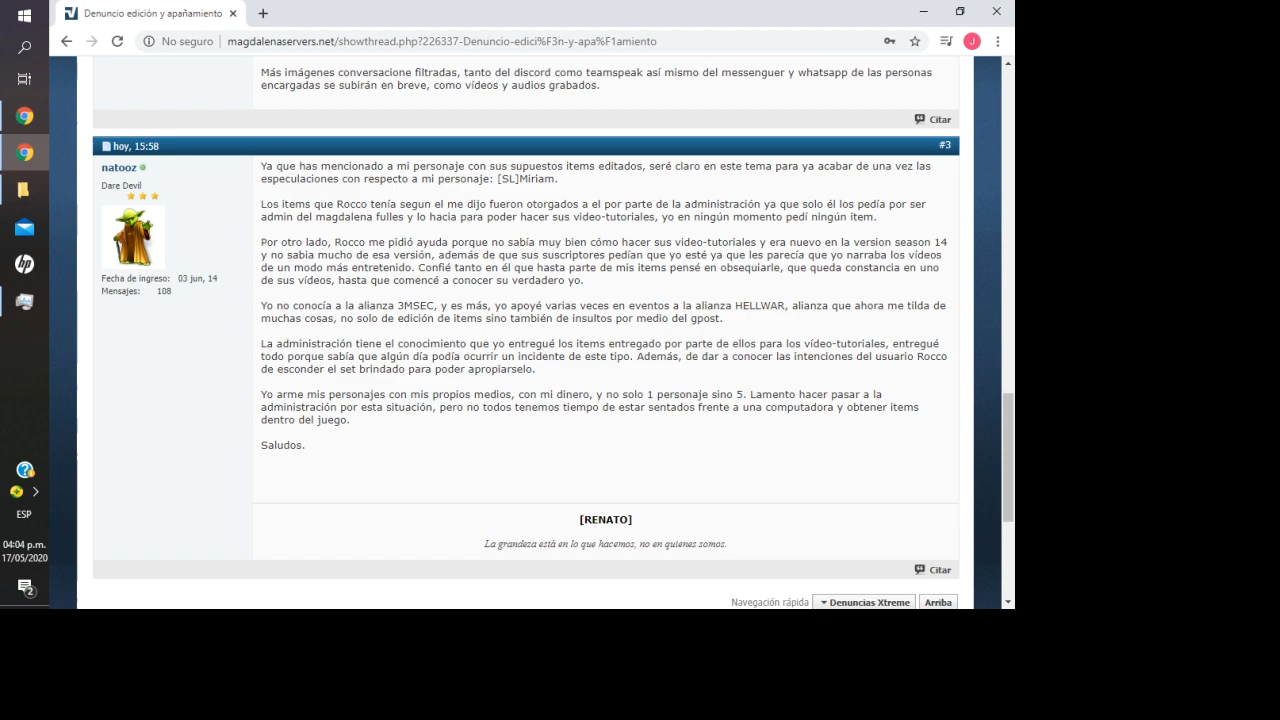 Denuncio edición y apañamiento
No seguro | magdalenaservers.net/showthread.php?226337-Denuncio-edici%F3n-y-apa%F1amiento
J
Más imágenes conversacione filtradas, tanto del discord como teamspeak así mismo del messenguer y whatsapp de las personas
encargadas se subirán en breve, como vídeos y audios grabados.
Citar
hoy, 15:58
#3
natooz
Dare Devil
Fecha de ingreso: 03 jun, 14
Mensajes: 108
Ya que has mencionado a mi personaje con sus supuestos items editados, seré claro en este tema para ya acabar de una vez las
especulaciones con respecto a mi personaje: [SL]Miriam.
Los items que Rocco tenía segun el me dijo fueron otorgados a el por parte de la administración ya que solo él los pedía por ser
admin del magdalena fulles y lo hacia para poder hacer sus video-tutoriales, yo en ningún momento pedí ningún item.
Por otro lado, Rocco me pidió ayuda porque no sabía muy bien cómo hacer sus video-tutoriales y era nuevo en la version season 14
y no sabia mucho de esa versión, además de que sus suscriptores pedían que yo esté ya que les parecía que yo narraba los vídeos
de un modo más entretenido. Confié tanto en él que hasta parte de mis items pensé en obsequiarle, que queda constancia en uno
de sus vídeos, hasta que comencé a conocer su verdadero yo.
Yo no conocía a la alianza 3MSEC, y es más, yo apoyé varias veces en eventos a la alianza HELLWAR, alianza que ahora me tilda de
muchas cosas, no solo de edición de items sino también de insultos por medio del gpost.
La administración tiene el conocimiento que yo entregué los items entregado por parte de ellos para los vídeo-tutoriales, entregué
todo porque sabía que algún día podía ocurrir un incidente de este tipo. Además, de dar a conocer las intenciones del usuario Rocco
de esconder el set brindado para poder apropiarselo.
Yo arme mis personajes con mis propios medios, con mi dinero, y no solo 1 personaje sino 5. Lamento hacer pasar a la
administración por esta situación, pero no todos tenemos tiempo de estar sentados frente a una computadora y obtener items
dentro del juego.
Saludos.
[RENATO]
La grandeza está en lo que hacemos, no en quienes somos.
Citar
Navegación rápida
Denuncias Xtreme
Arriba
hp
ESP
04:04 p.m.
17/05/2020
2